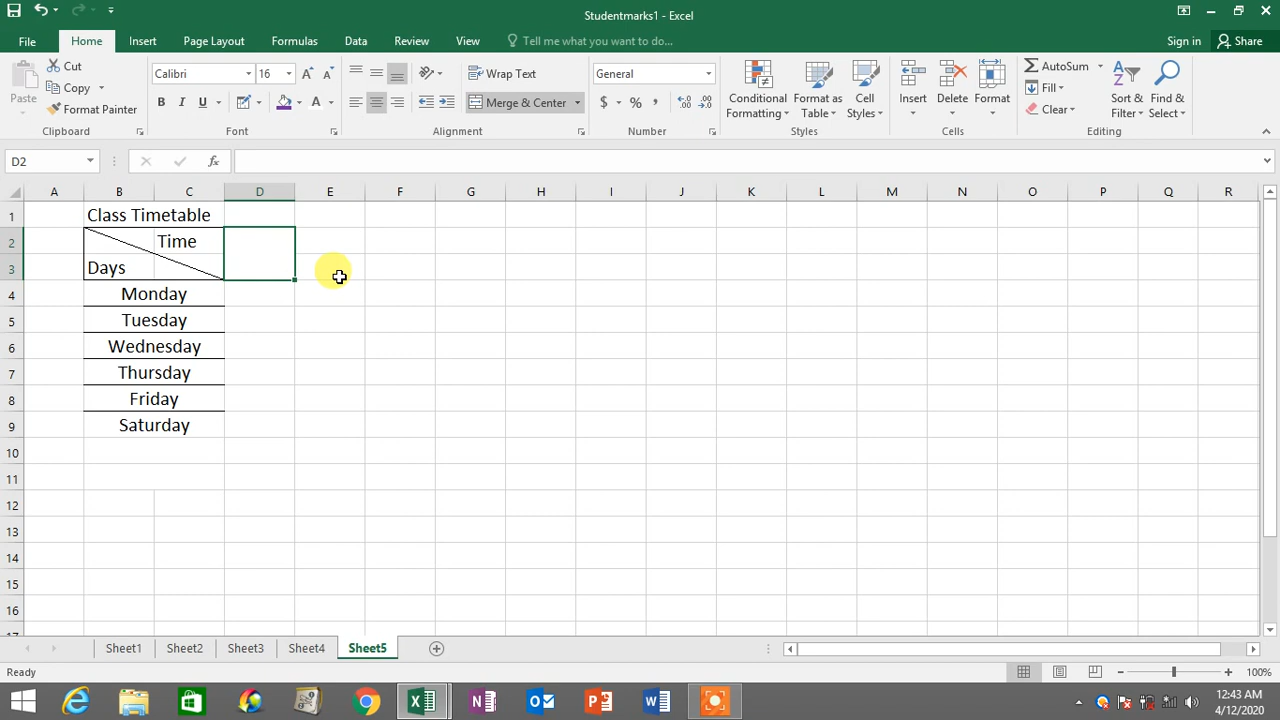 Studentmarks1 - Excel
File Home Insert Page Layout Formulas Data Review View Tell me what you want to do... Sign in Share
Paste Cut Copy Format Painter Clipboard
Calibri 16 A A B I U A Font
Wrap Text Merge & Center Alignment
General $ % , Number
Conditional Formatting Format as Table Cell Styles Styles
Insert Delete Format Cells
AutoSum Fill Clear Sort & Filter Find & Select Editing
D2 fx
A B C D E F G H I J K L M N O P Q R
1 Class Timetable
2 Time
3 Days
4 Monday
5 Tuesday
6 Wednesday
7 Thursday
8 Friday
9 Saturday
10
11
12
13
14
15
16
17
Sheet1 Sheet2 Sheet3 Sheet4 Sheet5
Ready 100%
12:43 AM
4/12/2020